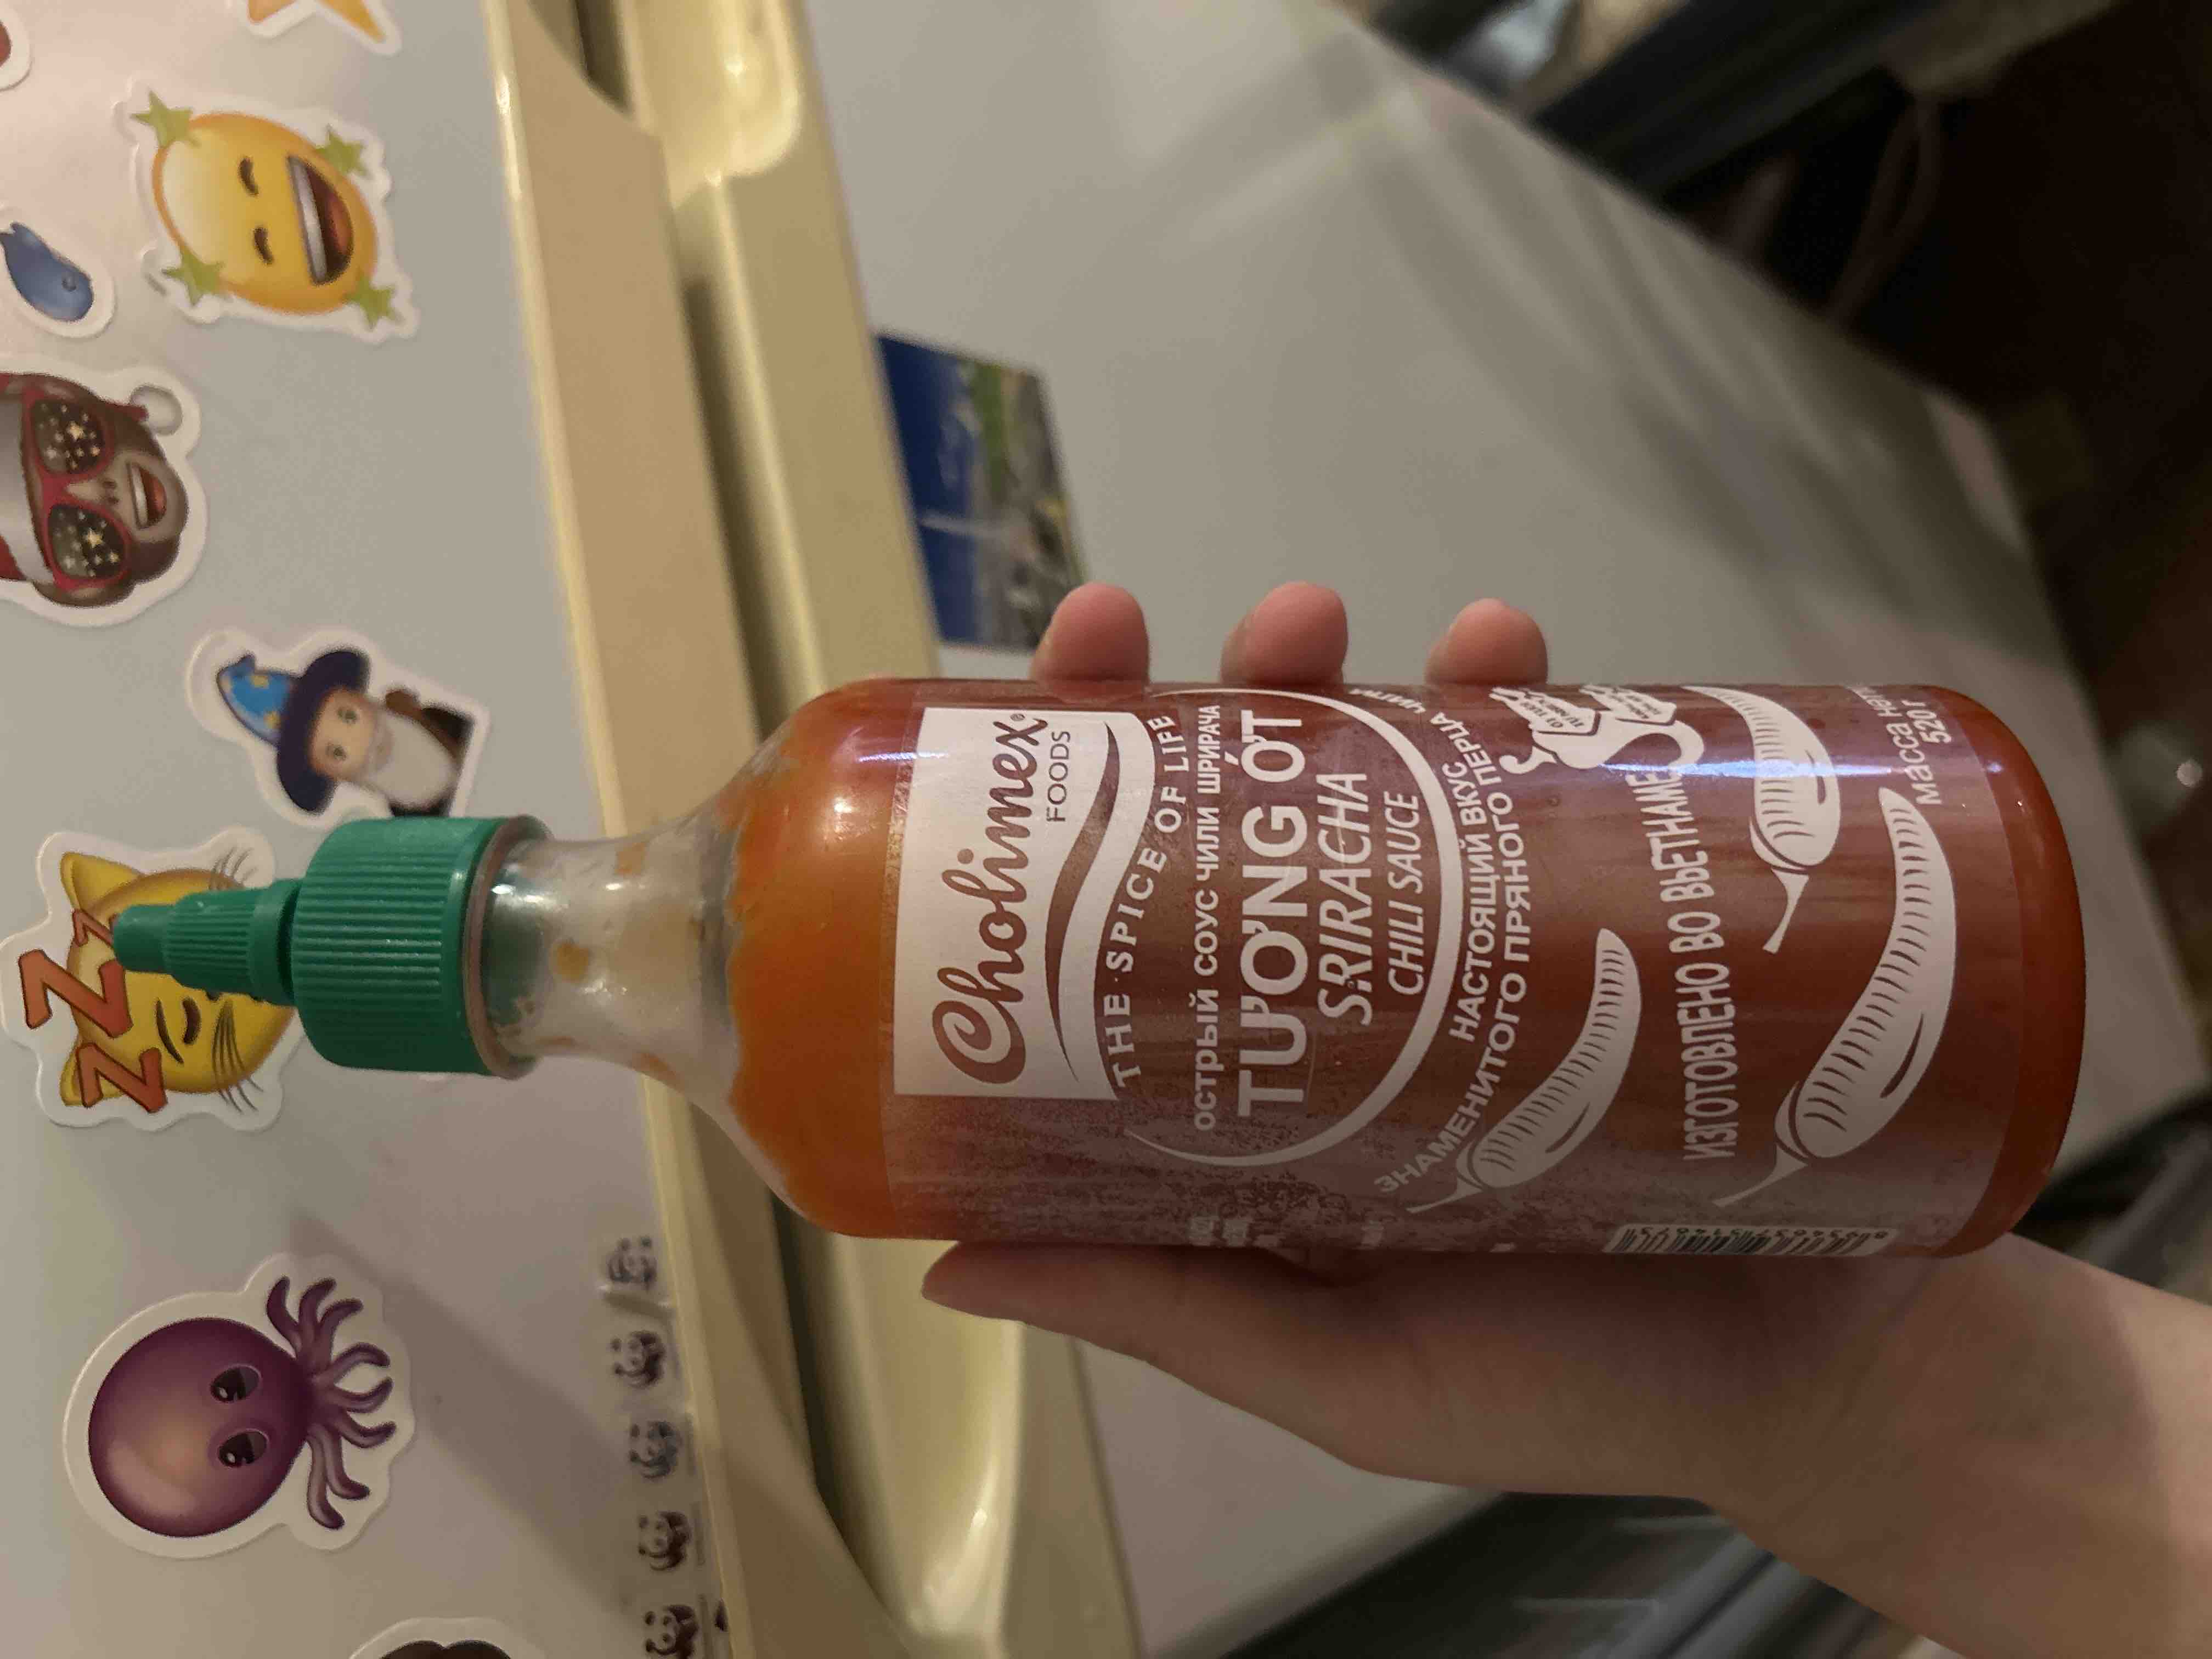 Cholimex®
FOODS
THE SPICE OF LIFE
ОСТРЫЙ СОУС ЧИЛИ ШРИРАЧА
TƯƠNG ỚT
SRIRACHA
CHILI SAUCE
НАСТОЯЩИЙ ВКУС
ЗНАМЕНИТОГО ПРЯНОГО ПЕРЦА
ИЗГОТОВЛЕНО ВО ВЬЕТНАМЕ
Масса
520 г
ZZZ